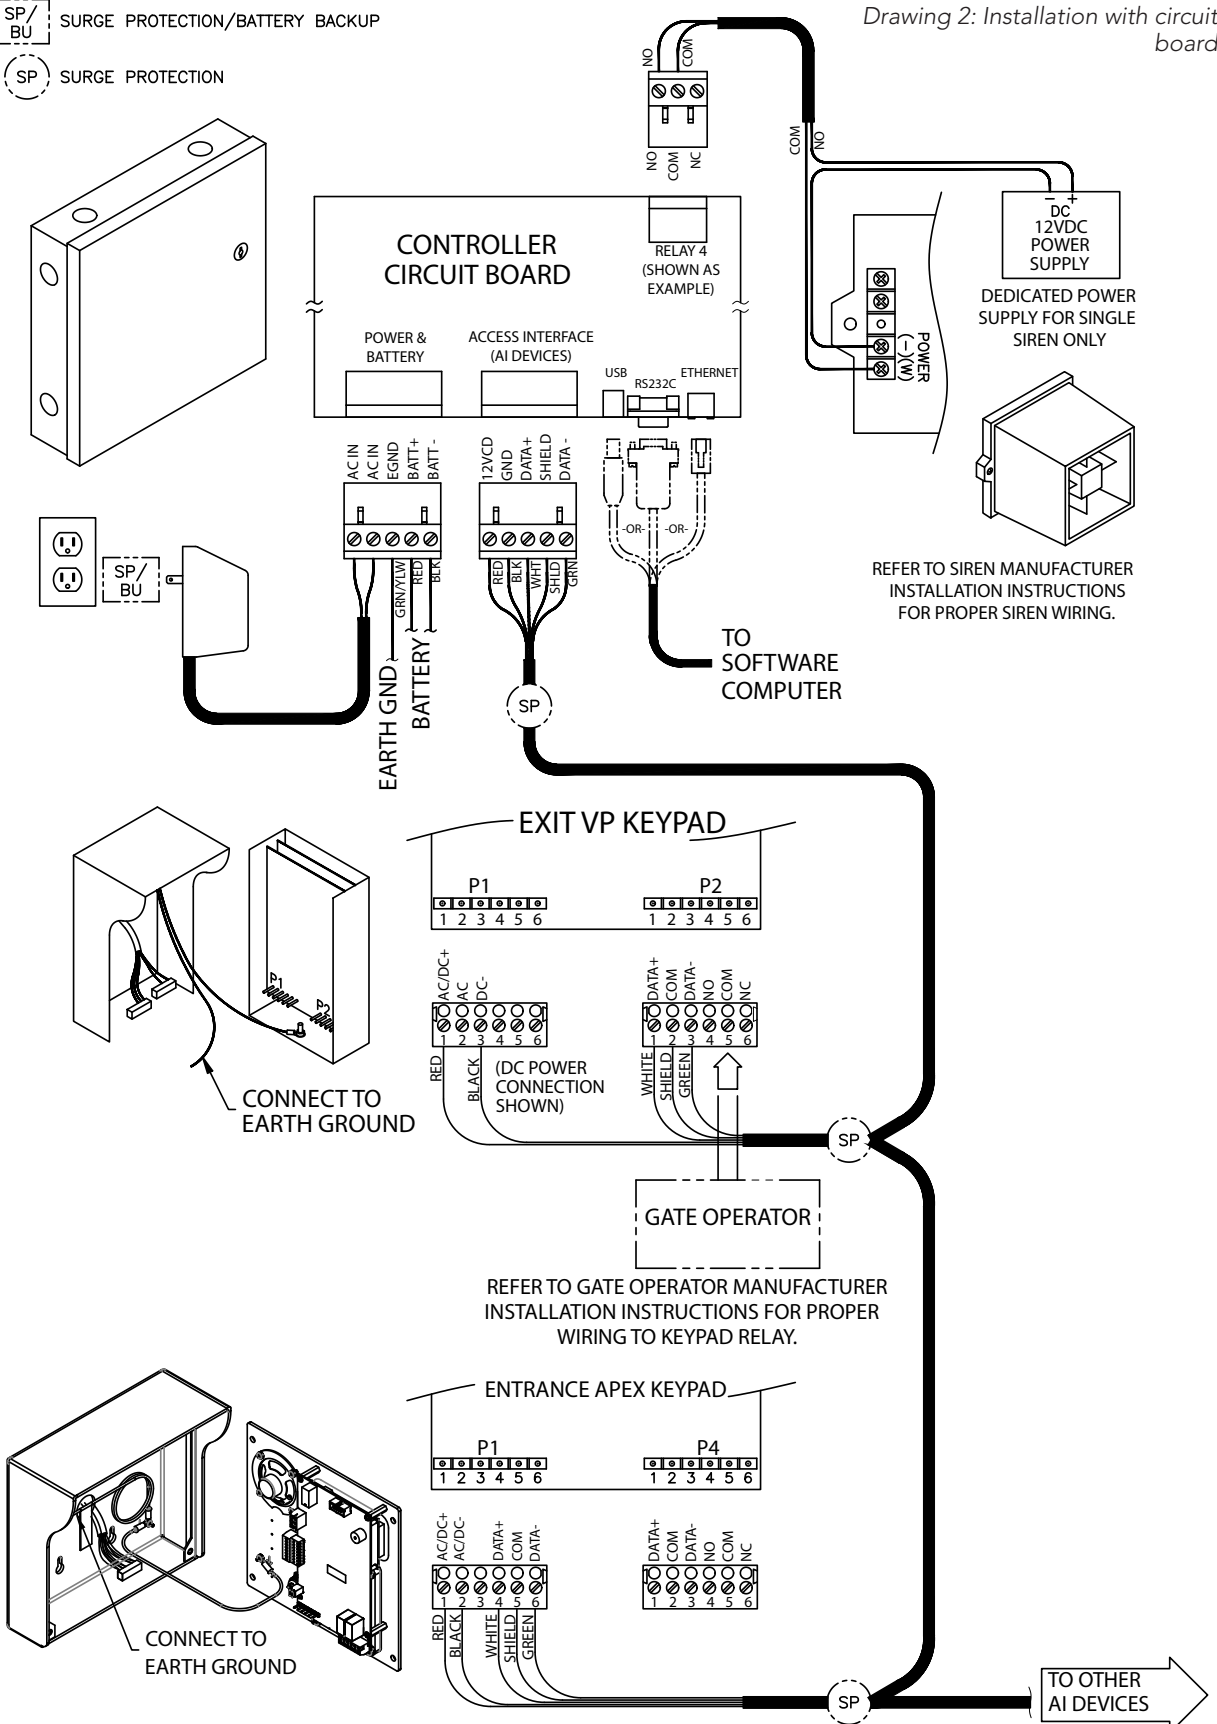 SP/
BU
SURGE PROTECTION/BATTERY BACKUP
SP
SURGE PROTECTION
Drawing 2: Installation with circuit
board
NO
COM
NO
COM
NC
COM
NO
- +
DC
12VDC
POWER
SUPPLY
DEDICATED POWER
SUPPLY FOR SINGLE
SIREN ONLY
CONTROLLER
CIRCUIT BOARD
RELAY 4
(SHOWN AS
EXAMPLE)
POWER &
BATTERY
ACCESS INTERFACE
(AI DEVICES)
USB
RS232C
ETHERNET
POWER
(-)(W)
AC IN
AC IN
EGND
BATT+
BATT-
12VCD
GND
DATA+
SHIELD
DATA-
-OR-
-OR-
REFER TO SIREN MANUFACTURER
INSTALLATION INSTRUCTIONS
FOR PROPER SIREN WIRING.
SP/
BU
GRN/YLW
RED
BLK
RED
BLK
WHT
SHLD
GRN
EARTH GND
BATTERY
TO
SOFTWARE
COMPUTER
SP
EXIT VP KEYPAD
P1
P2
1 2 3 4 5 6
1 2 3 4 5 6
P1
P2
AC/DC+
AC
DC-
DATA+
COM
DATA-
NO
COM
NC
1 2 3 4 5 6
1 2 3 4 5 6
RED
BLACK
(DC POWER
CONNECTION
SHOWN)
WHITE
SHIELD
GREEN
CONNECT TO
EARTH GROUND
SP
GATE OPERATOR
REFER TO GATE OPERATOR MANUFACTURER
INSTALLATION INSTRUCTIONS FOR PROPER
WIRING TO KEYPAD RELAY.
ENTRANCE APEX KEYPAD
P1
P4
1 2 3 4 5 6
1 2 3 4 5 6
AC/DC+
AC/DC-
DATA+
COM
DATA-
DATA+
COM
DATA-
NO
COM
NC
1 2 3 4 5 6
1 2 3 4 5 6
RED
BLACK
WHITE
SHIELD
GREEN
CONNECT TO
EARTH GROUND
SP
TO OTHER
AI DEVICES